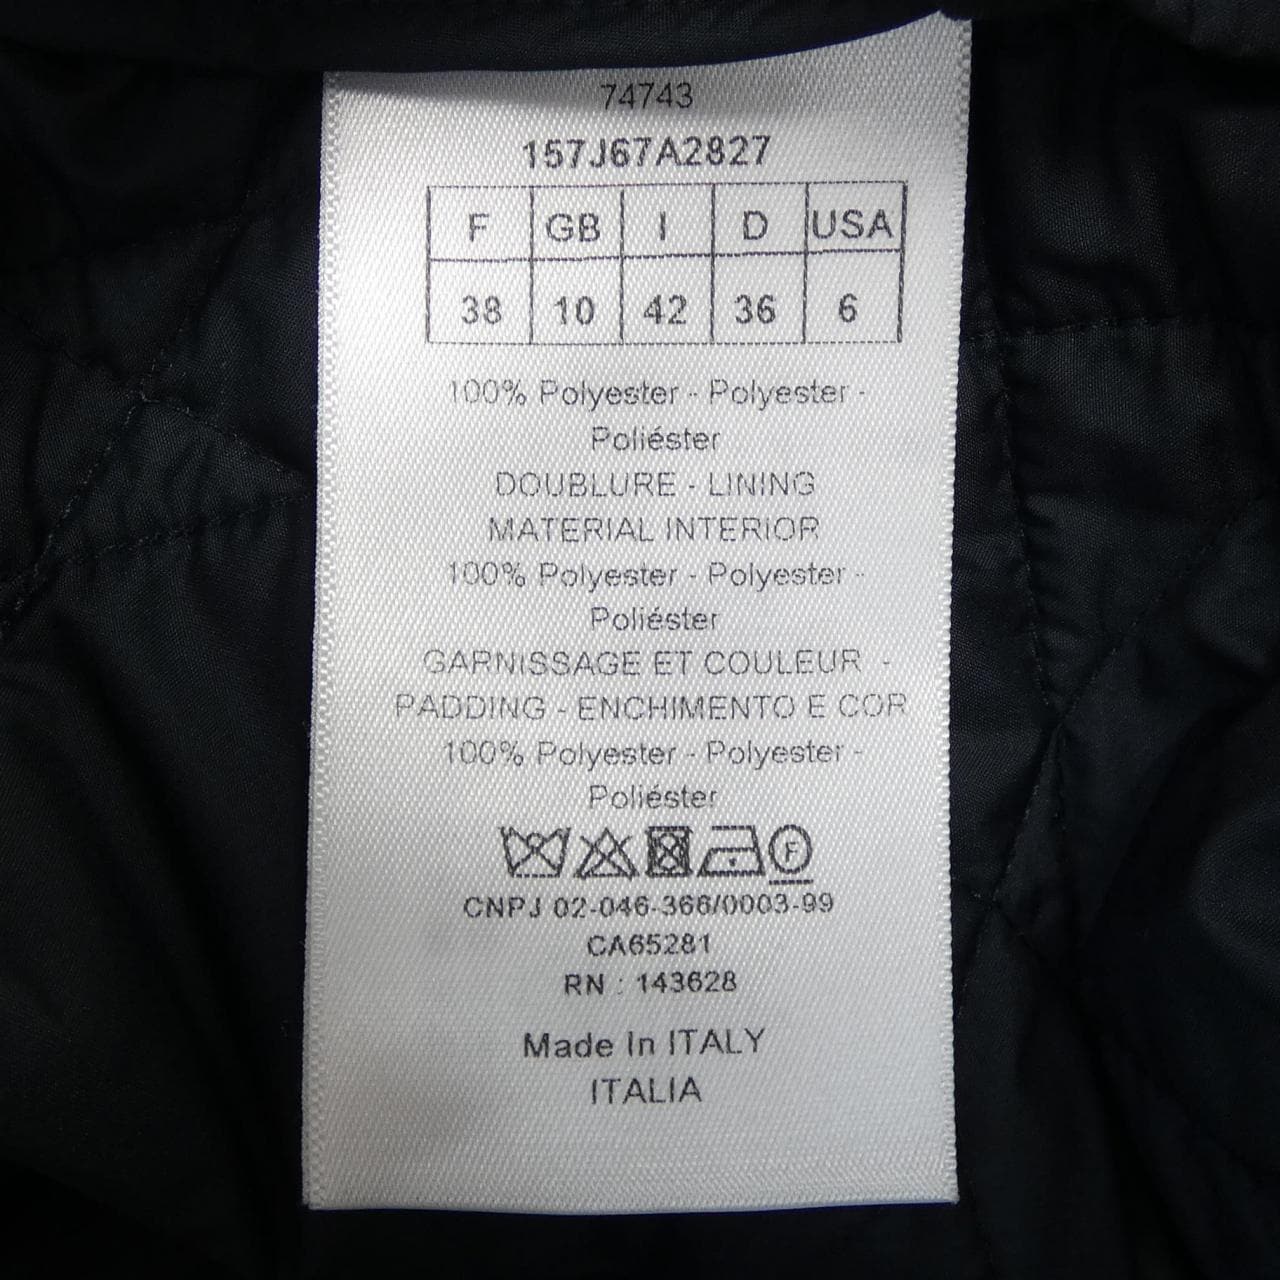 74743
157J67A2827
F GB I D USA
38 10 42 36 6
100% Polyester - Polyester -
Poliéster
DOUBLURE - LINING
MATERIAL INTERIOR
100% Polyester - Polyester -
Poliéster
GARNISSAGE ET COULEUR -
PADDING - ENCHIMENTO E COR
100% Polyester - Polyester -
Poliéster
F
CNPJ 02-046-366/0003-99
CA65281
RN : 143628
Made In ITALY
ITALIA